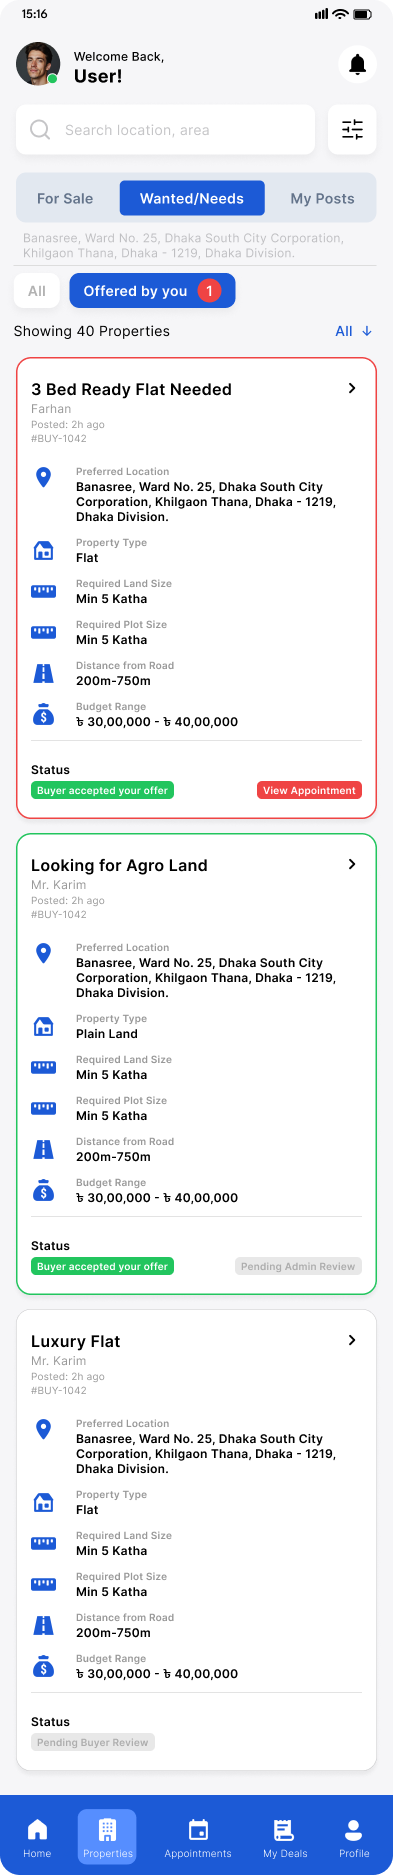 15:16
Welcome Back,
User!
Search location, area
For Sale
Wanted/Needs
My Posts
Banasree, Ward No. 25, Dhaka South City Corporation,
Khilgaon Thana, Dhaka - 1219, Dhaka Division.
All
Offered by you 1
Showing 40 Properties
All ↓
3 Bed Ready Flat Needed
Farhan
Posted: 2h ago
#BUY-1042
Preferred Location
Banasree, Ward No. 25, Dhaka South City
Corporation, Khilgaon Thana, Dhaka - 1219,
Dhaka Division.
Property Type
Flat
Required Land Size
Min 5 Katha
Required Plot Size
Min 5 Katha
Distance from Road
200m-750m
Budget Range
৳ 30,00,000 - ৳ 40,00,000
Status
Buyer accepted your offer
View Appointment
Looking for Agro Land
Mr. Karim
Posted: 2h ago
#BUY-1042
Preferred Location
Banasree, Ward No. 25, Dhaka South City
Corporation, Khilgaon Thana, Dhaka - 1219,
Dhaka Division.
Property Type
Plain Land
Required Land Size
Min 5 Katha
Required Plot Size
Min 5 Katha
Distance from Road
200m-750m
Budget Range
৳ 30,00,000 - ৳ 40,00,000
Status
Buyer accepted your offer
Pending Admin Review
Luxury Flat
Mr. Karim
Posted: 2h ago
#BUY-1042
Preferred Location
Banasree, Ward No. 25, Dhaka South City
Corporation, Khilgaon Thana, Dhaka - 1219,
Dhaka Division.
Property Type
Flat
Required Land Size
Min 5 Katha
Required Plot Size
Min 5 Katha
Distance from Road
200m-750m
Budget Range
৳ 30,00,000 - ৳ 40,00,000
Status
Pending Buyer Review
Home
Properties
Appointments
My Deals
Profile